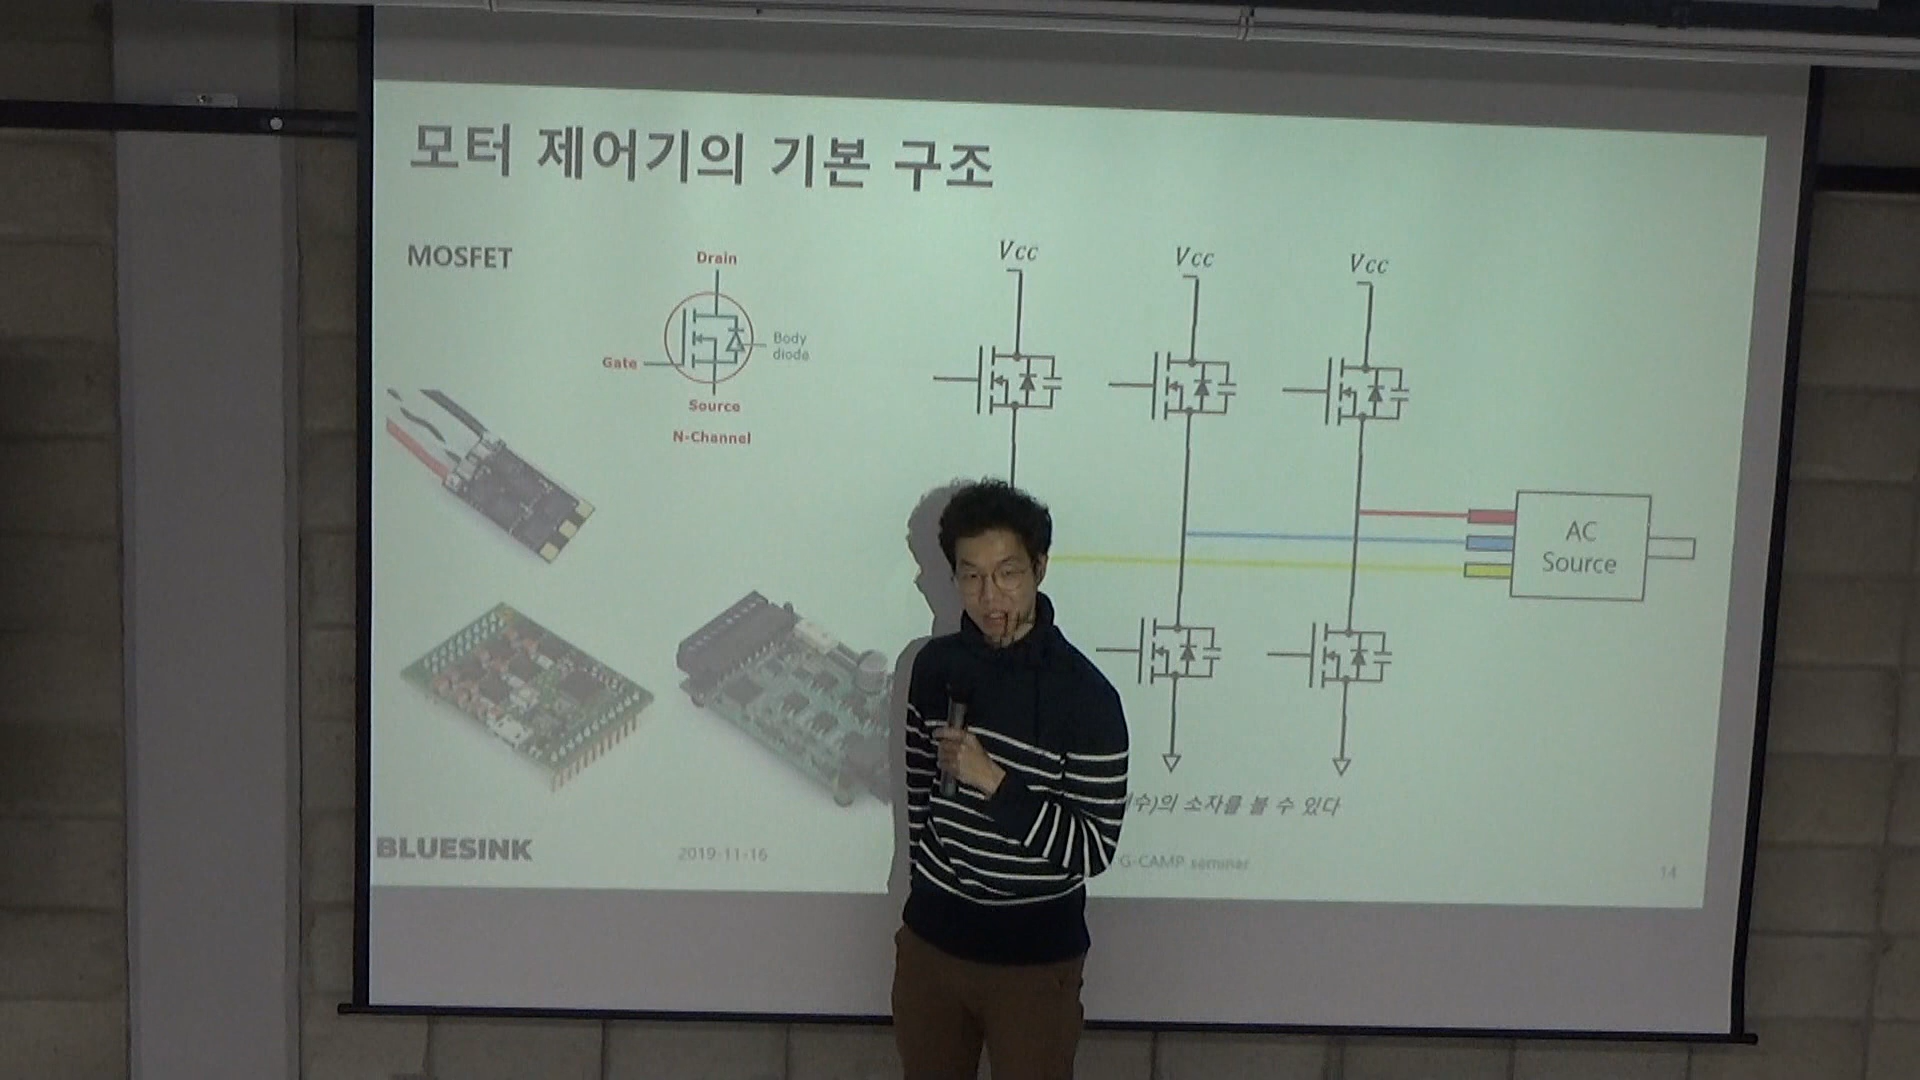 모터 제어기의 기본 구조
MOSFET
Drain
Gate
Body
diode
Source
N-Channel
Vcc
Vcc
Vcc
AC
Source
소자를 볼 수 있다
BLUESINK
2019-11-16
G-CAMP seminar
14